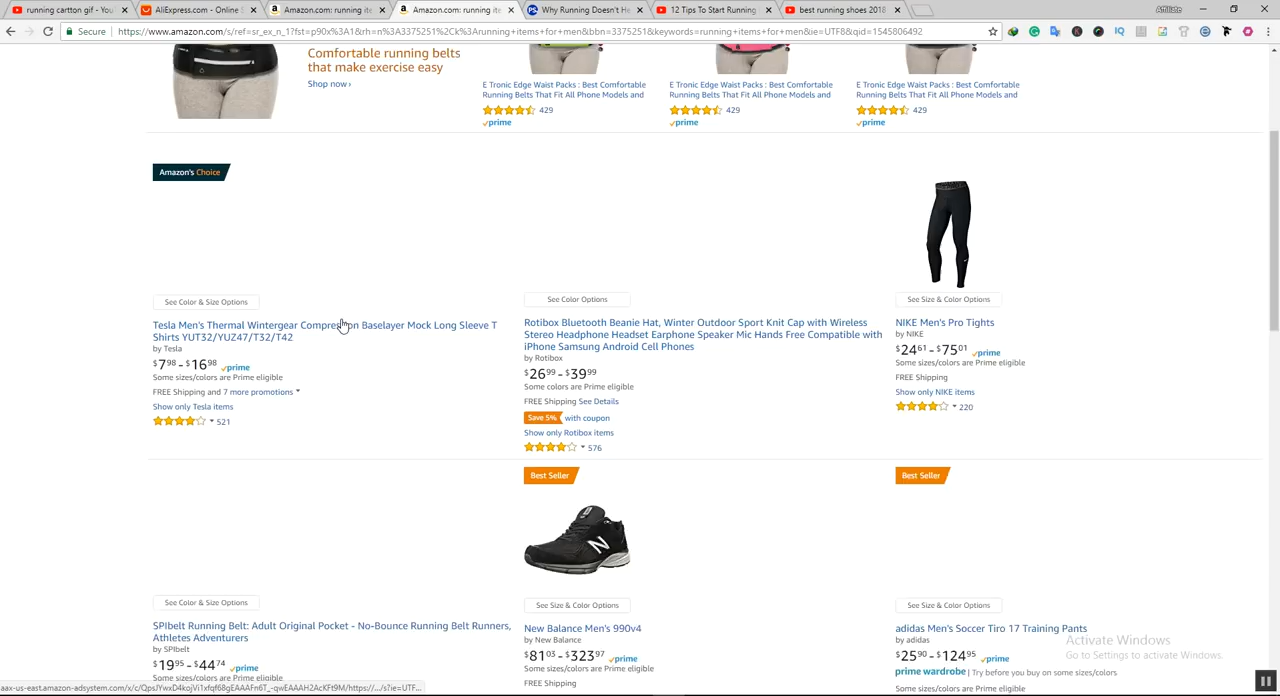 running cartton gif - You
AliExpress.com - Online
Amazon.com: running ite
Amazon.com: running ite
Why Running Doesn't He
12 Tips To Start Running
best running shoes 2018
Affiliate
Secure
https://www.amazon.com/s/ref=sr_ex_n_1?fst=p90x%3A1%2Crh=n%3A3375251%2Ck%3Arunning+items+for+men&bbn=3375251&keywords=running+items+for+men&ie=UTF8&qid=1545806492
Comfortable running belts
that make exercise easy
Shop now ›
E Tronic Edge Waist Packs : Best Comfortable
Running Belts That Fit All Phone Models and
429
prime
E Tronic Edge Waist Packs : Best Comfortable
Running Belts That Fit All Phone Models and
429
prime
E Tronic Edge Waist Packs : Best Comfortable
Running Belts That Fit All Phone Models and
429
prime
Amazon's Choice
See Color & Size Options
Tesla Men's Thermal Wintergear Compression Baselayer Mock Long Sleeve T
Shirts YUT32/YUZ47/T32/T42
by Tesla
$7.98 - $16.98 prime
Some sizes/colors are Prime eligible
FREE Shipping and 7 more promotions
Show only Tesla items
521
See Color Options
Rotibox Bluetooth Beanie Hat, Winter Outdoor Sport Knit Cap with Wireless
Stereo Headphone Headset Earphone Speaker Mic Hands Free Compatible with
iPhone Samsung Android Cell Phones
by Rotibox
$26.99 - $39.99
Some colors are Prime eligible
FREE Shipping See Details
Save 5% with coupon
Show only Rotibox items
576
See Size & Color Options
NIKE Men's Pro Tights
by NIKE
$24.61 - $75.01 prime
Some sizes/colors are Prime eligible
FREE Shipping
Show only NIKE items
220
See Color & Size Options
SPIbelt Running Belt: Adult Original Pocket - No-Bounce Running Belt Runners,
Athletes Adventurers
by SPIbelt
$19.95 - $44.74 prime
Best Seller
N
See Size & Color Options
New Balance Men's 990v4
by New Balance
$81.03 - $323.97 prime
Some sizes/colors are Prime eligible
FREE Shipping
Best Seller
See Size & Color Options
adidas Men's Soccer Tiro 17 Training Pants
by adidas
$25.90 - $124.95 prime
prime wardrobe | Try before you buy on some sizes/colors
Some sizes/colors are Prime eligible
Activate Windows
Go to Settings to activate Windows.